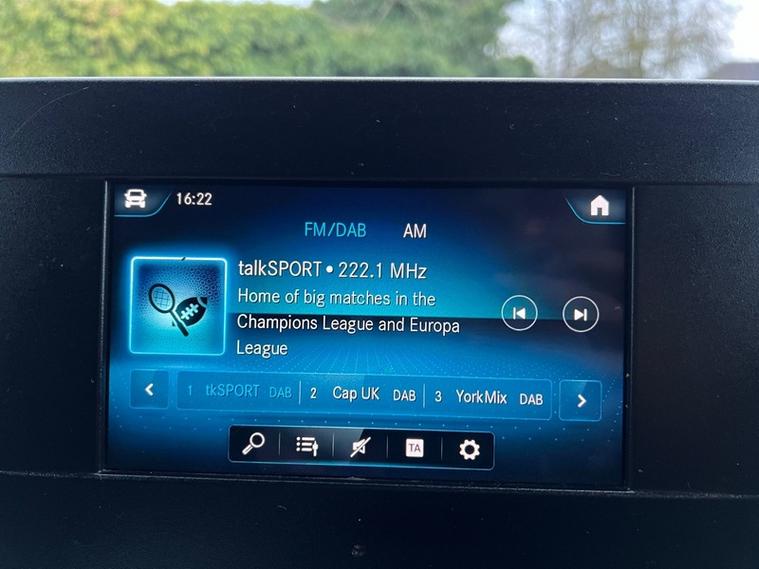 16:22
FM/DAB AM
talkSPORT • 222.1 MHz
Home of big matches in the
Champions League and Europa
League
1 tkSPORT DAB 2 Cap UK DAB 3 YorkMix DAB
TA